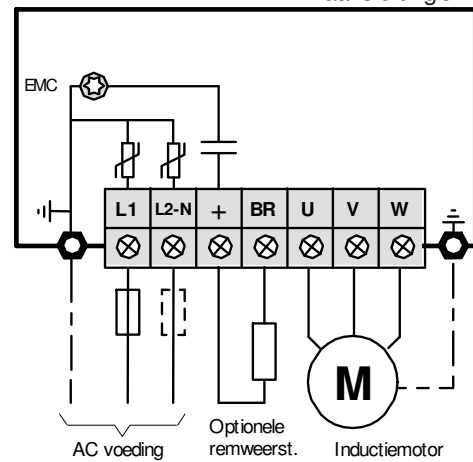 EMC
L1 L2-N + BR U V W
M
AC voeding
Optionele
remweerst.
Inductiemotor